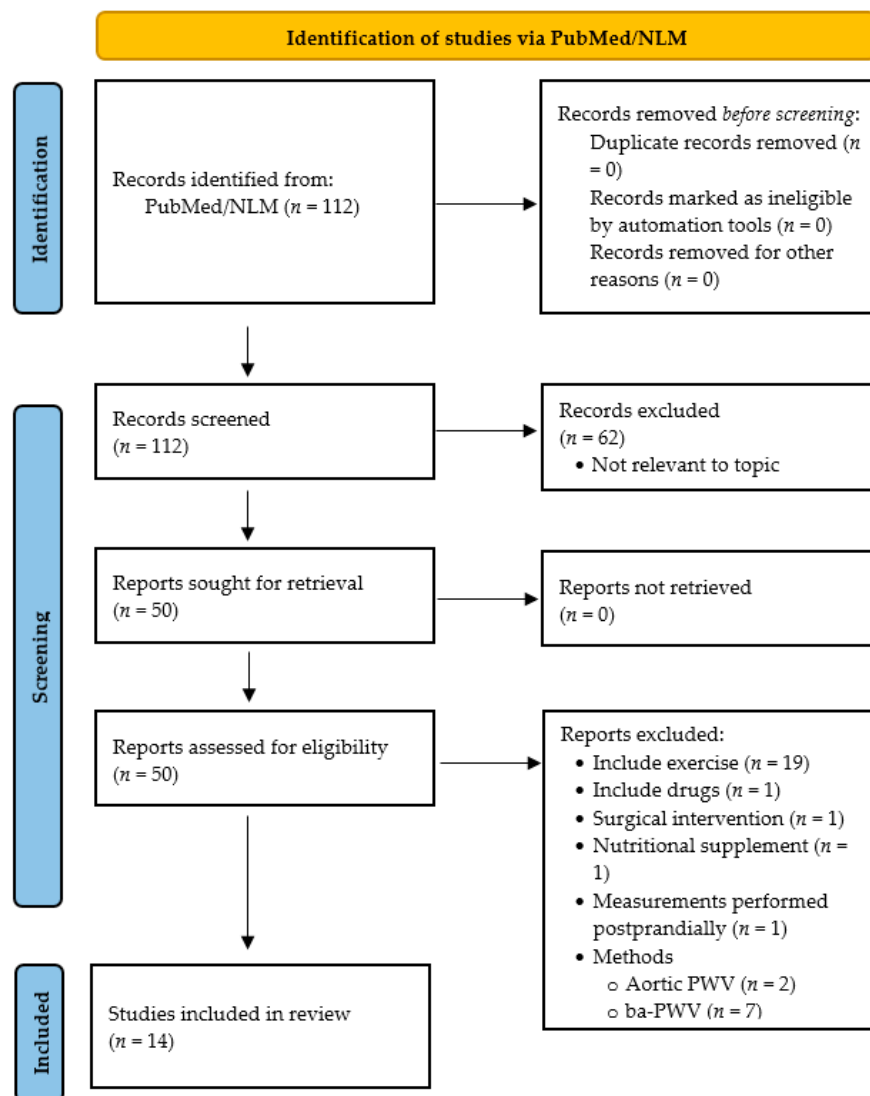 Identification of studies via PubMed/NLM
Identification
Records identified from:
PubMed/NLM (n = 112)
Records removed before screening:
Duplicate records removed (n
= 0)
Records marked as ineligible
by automation tools (n = 0)
Records removed for other
reasons (n = 0)
Screening
Records screened
(n = 112)
Records excluded
(n = 62)
• Not relevant to topic
Reports sought for retrieval
(n = 50)
Reports not retrieved
(n = 0)
Reports assessed for eligibility
(n = 50)
Reports excluded:
• Include exercise (n = 19)
• Include drugs (n = 1)
• Surgical intervention (n = 1)
• Nutritional supplement (n =
1)
• Measurements performed
postprandially (n = 1)
• Methods
o Aortic PWV (n = 2)
o ba-PWV (n = 7)
Included
Studies included in review
(n = 14)